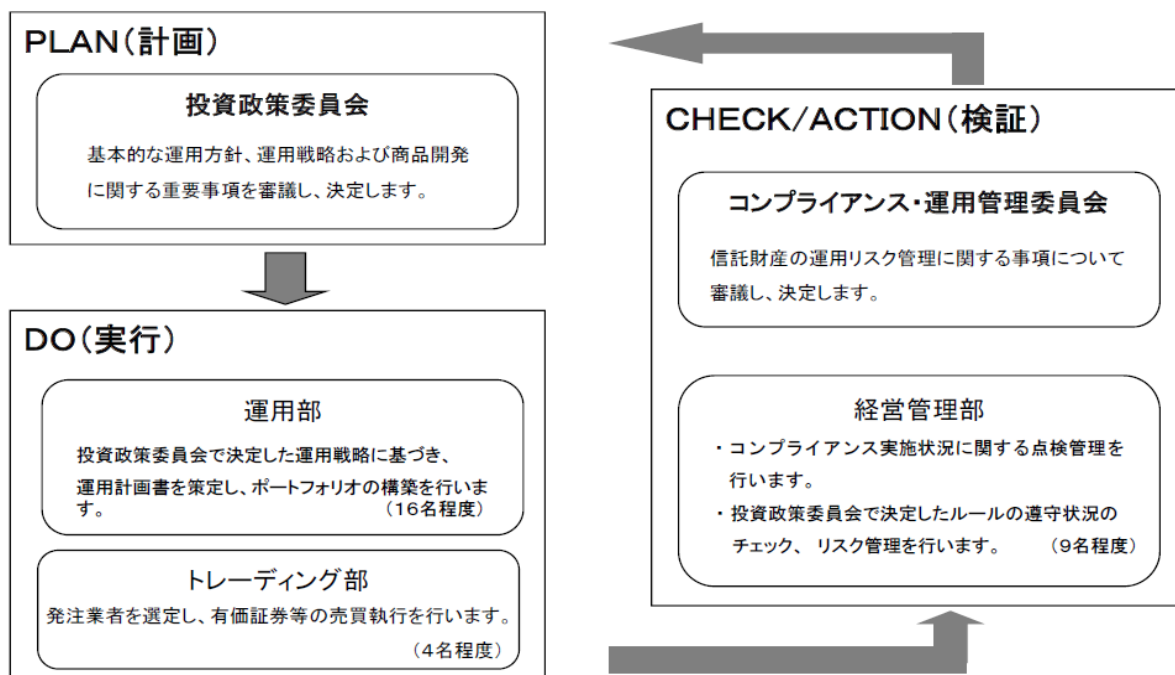 PLAN(計画)
投資政策委員会
基本的な運用方針、運用戦略および商品開発
に関する重要事項を審議し、決定します。
DO(実行)
運用部
投資政策委員会で決定した運用戦略に基づき、
運用計画書を策定し、ポートフォリオの構築を行いま
す。 (16名程度)
トレーディング部
発注業者を選定し、有価証券等の売買執行を行います。
(4名程度)
CHECK/ACTION(検証)
コンプライアンス・運用管理委員会
信託財産の運用リスク管理に関する事項について
審議し、決定します。
経営管理部
・コンプライアンス実施状況に関する点検管理を
行います。
・投資政策委員会で決定したルールの遵守状況の
チェック、 リスク管理を行います。 (9名程度)